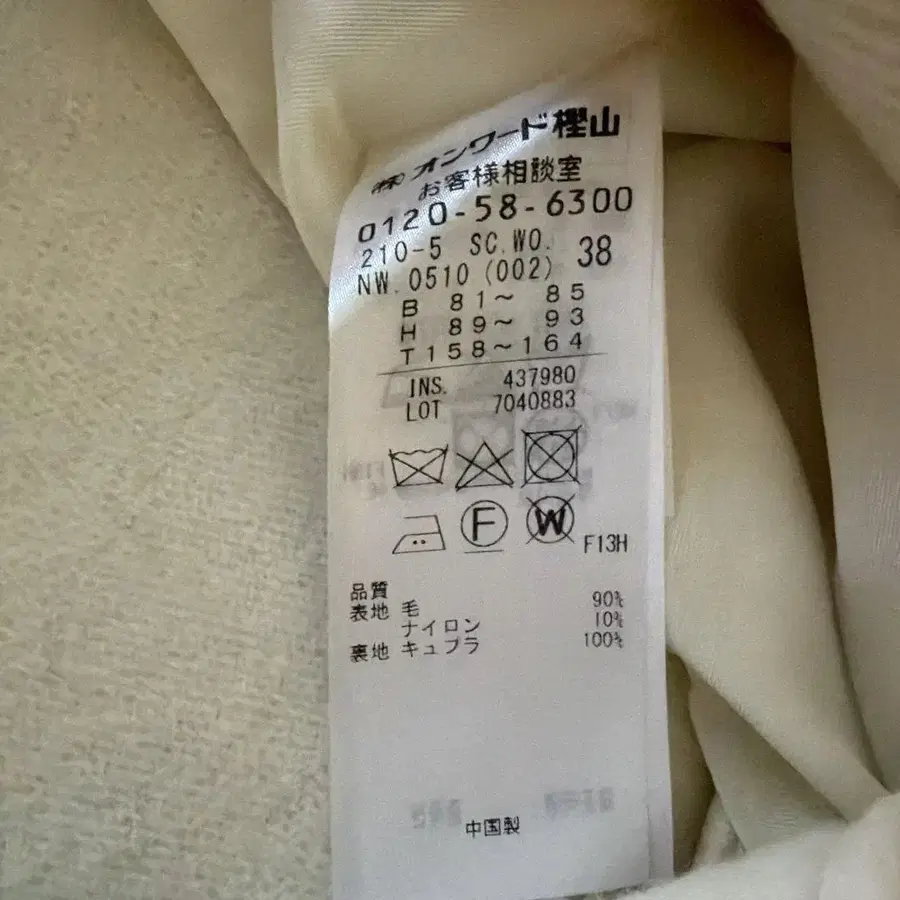 ㈱ オンワード樫山
お客様相談室
0120-58-6300
210-5 SC.WO. 38
NW. 0510 (002)
B 81～ 85
H 89～ 93
T 158～164
INS. 437980
LOT 7040883
F
W
F13H
品質
表地 毛 90%
ナイロン 10%
裏地 キュプラ 100%
中国製